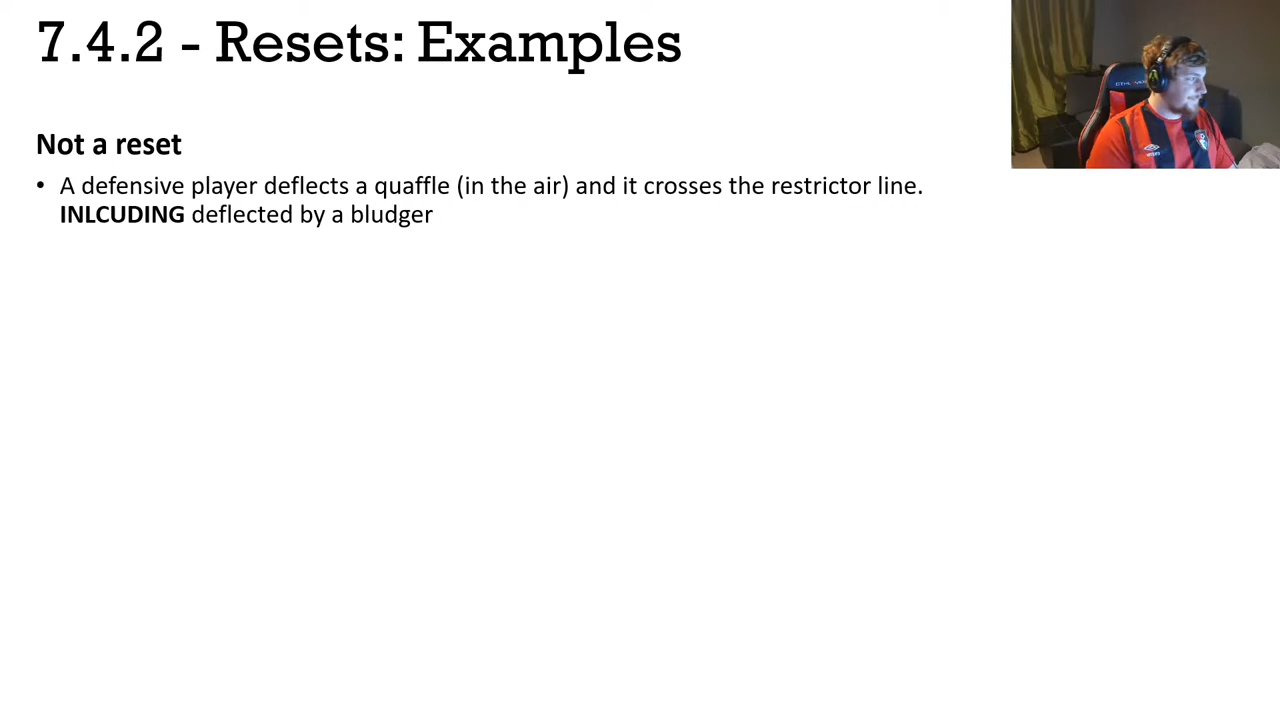 7.4.2 - Resets: Examples
Not a reset
• A defensive player deflects a quaffle (in the air) and it crosses the restrictor line.
INLCUDING deflected by a bludger